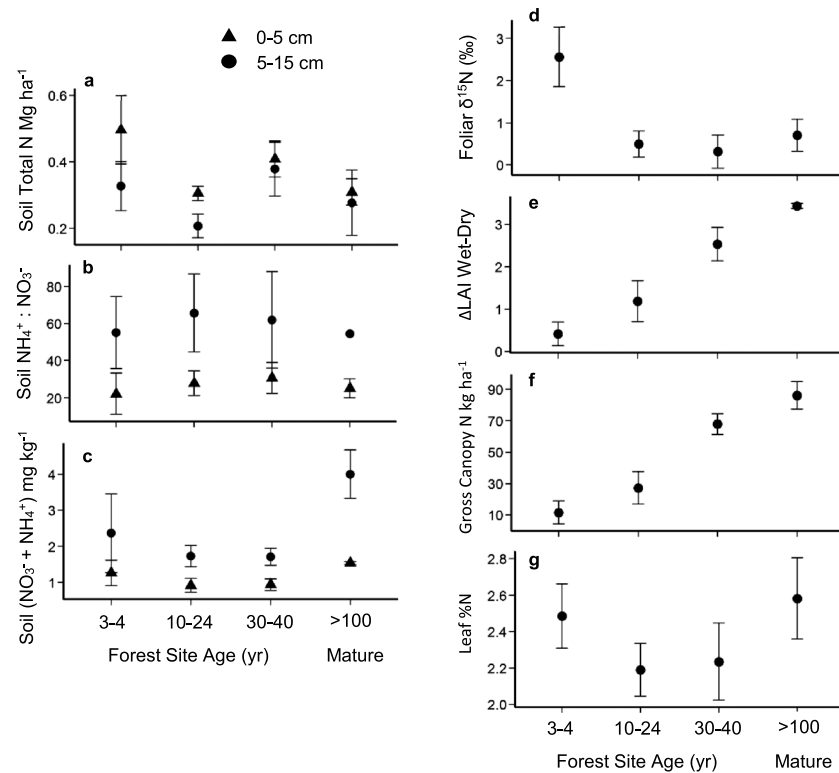 0-5 cm
5-15 cm
a
Soil Total N Mg ha⁻¹
0.6
0.4
0.2
b
Soil NH₄⁺ : NO₃⁻
80
60
40
20
c
Soil (NO₃⁻ + NH₄⁺) mg kg⁻¹
4
3
2
1
3-4 10-24 30-40 >100
Forest Site Age (yr) Mature
d
Foliar δ¹⁵N (‰)
3
2
1
0
e
ΔLAI Wet-Dry
3
2
1
0
f
Gross Canopy N kg ha⁻¹
90
70
50
30
10
g
Leaf %N
2.8
2.6
2.4
2.2
2.0
3-4 10-24 30-40 >100
Forest Site Age (yr) Mature